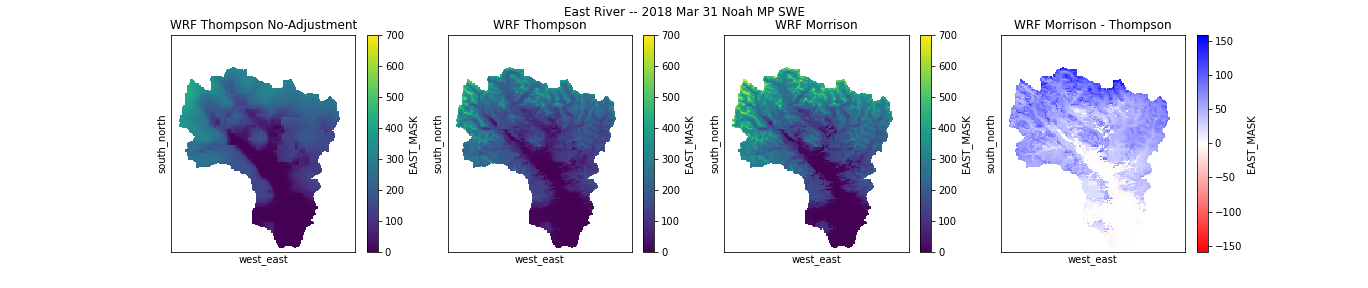 East River -- 2018 Mar 31 Noah MP SWE
WRF Thompson No-Adjustment
south_north
west_east
700
600
500
400
300
200
100
0
EAST_MASK
WRF Thompson
south_north
west_east
700
600
500
400
300
200
100
0
EAST_MASK
WRF Morrison
south_north
west_east
700
600
500
400
300
200
100
0
EAST_MASK
WRF Morrison - Thompson
south_north
west_east
150
100
50
0
−50
−100
−150
EAST_MASK